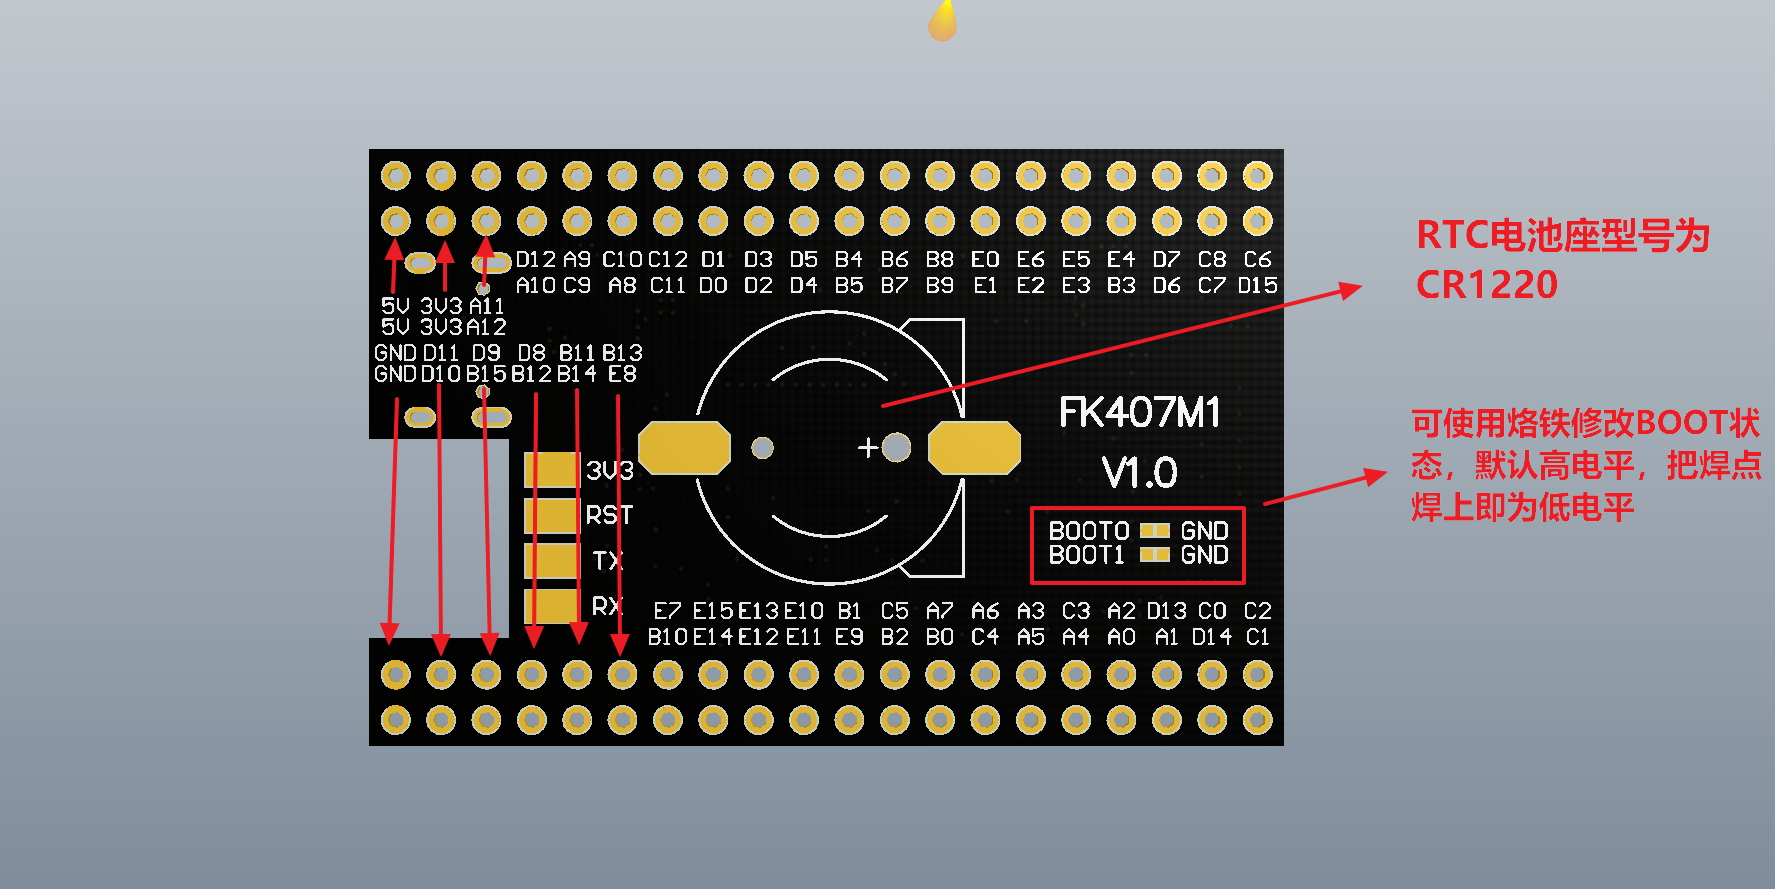 D12 A9 C10 C12 D1 D3 D5 B4 B6 B8 E0 E6 E5 E4 D7 C8 C6
A10 C9 A8 C11 D0 D2 D4 B5 B7 B9 E1 E2 E3 B3 D6 C7 D15
5V 3V3 A11
5V 3V3 A12
GND D11 D9 D8 B11 B13
GND D10 B15 B12 B14 E8
RTC电池座型号为
CR1220
FK407M1
V1.0
+
3V3
RST
TX
RX
BOOT0 GND
BOOT1 GND
可使用烙铁修改BOOT状
态，默认高电平，把焊点
焊上即为低电平
E7 E15 E13 E10 B1 C5 A7 A6 A3 C3 A2 D13 C0 C2
B10 E14 E12 E11 E9 B2 B0 C4 A5 A4 A0 A1 D14 C1